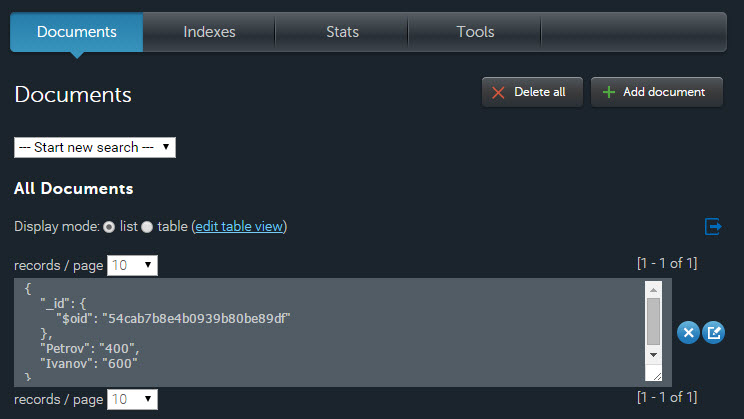 Documents Indexes Stats Tools
Documents Delete all Add document
--- Start new search ---
All Documents
Display mode: list table (edit table view)
records / page 10 [1 - 1 of 1]
{
"_id": {
"$oid": "54cab7b8e4b0939b80be89df"
},
"Petrov": "400",
"Ivanov": "600"
}
records / page 10 [1 - 1 of 1]